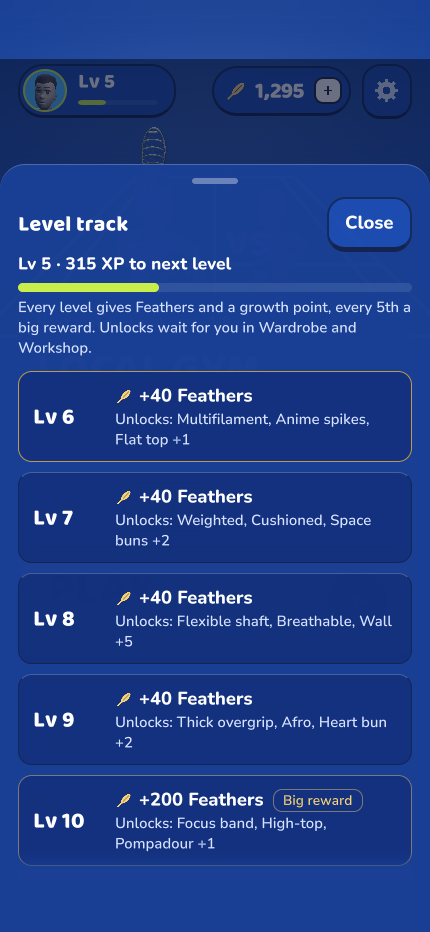 Lv 5
1,295
+
Level track
Close
Lv 5 · 315 XP to next level
Every level gives Feathers and a growth point, every 5th a
big reward. Unlocks wait for you in Wardrobe and
Workshop.
Lv 6
+40 Feathers
Unlocks: Multifilament, Anime spikes,
Flat top +1
Lv 7
+40 Feathers
Unlocks: Weighted, Cushioned, Space
buns +2
Lv 8
+40 Feathers
Unlocks: Flexible shaft, Breathable, Wall
+5
Lv 9
+40 Feathers
Unlocks: Thick overgrip, Afro, Heart bun
+2
Lv 10
+200 Feathers Big reward
Unlocks: Focus band, High-top,
Pompadour +1